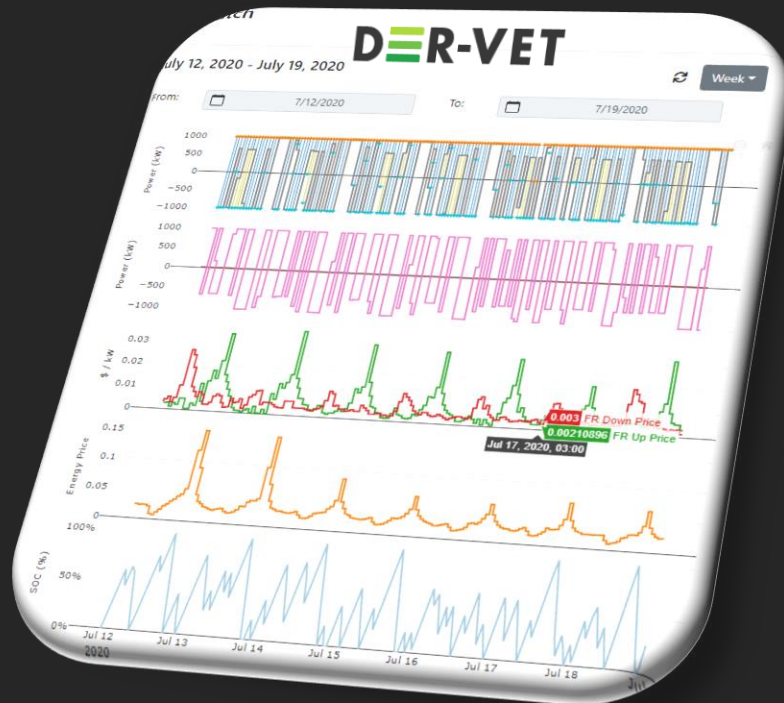 DER-VET
July 12, 2020 - July 19, 2020
Week
From:
7/12/2020
To:
7/19/2020
Power (kW)
1000
500
0
−500
−1000
Power (kW)
1000
500
0
−500
−1000
$ / kW
0.03
0.02
0.01
0
0.003 FR Down Price
0.00210896 FR Up Price
Jul 17, 2020, 03:00
Energy Price
0.15
0.1
0.05
0
SOC (%)
100%
50%
0%
Jul 12 Jul 13 Jul 14 Jul 15 Jul 16 Jul 17 Jul 18
2020